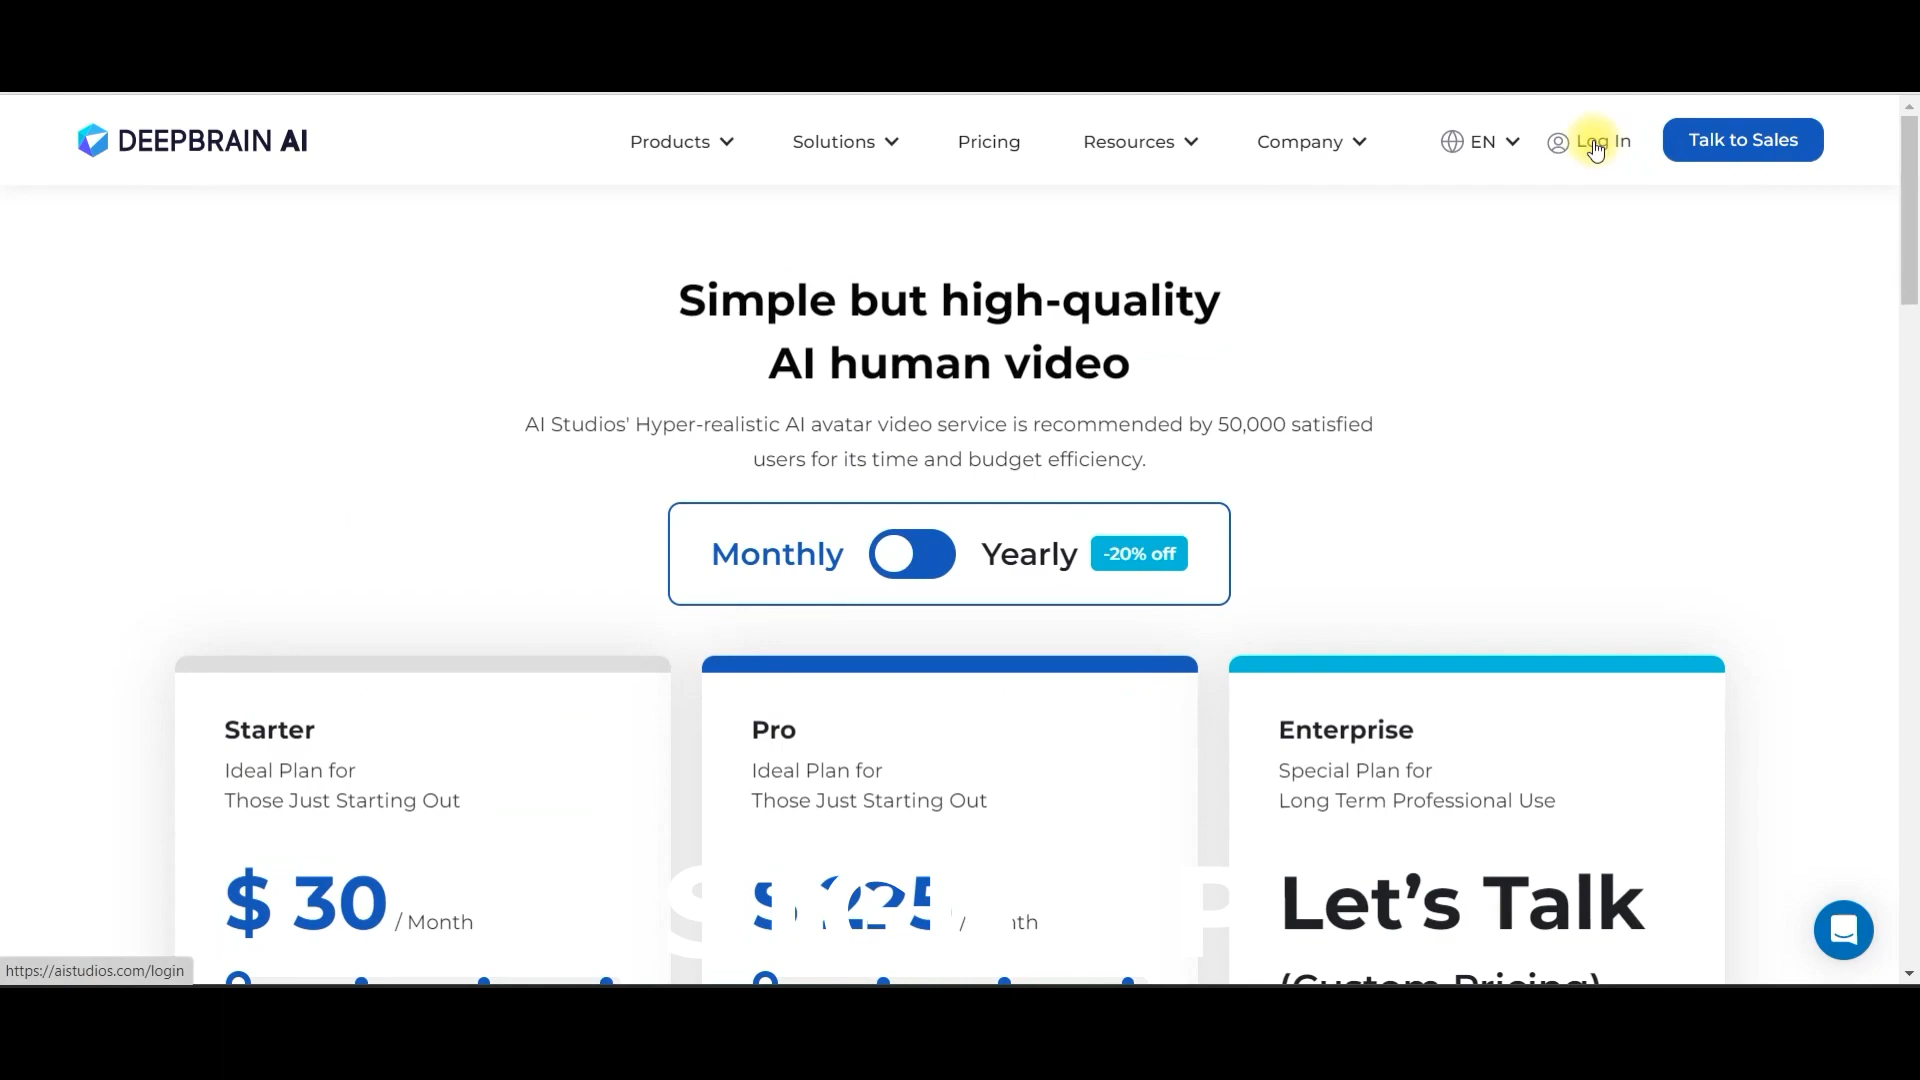 DEEPBRAIN AI
Products
Solutions
Pricing
Resources
Company
EN
Log In
Talk to Sales
Simple but high-quality
AI human video
AI Studios' Hyper-realistic AI avatar video service is recommended by 50,000 satisfied
users for its time and budget efficiency.
Monthly
Yearly
-20% off
Starter
Ideal Plan for
Those Just Starting Out
$ 30 / Month
Pro
Ideal Plan for
Those Just Starting Out
Enterprise
Special Plan for
Long Term Professional Use
Let’s Talk
(Custom Pricing)
https://aistudios.com/login